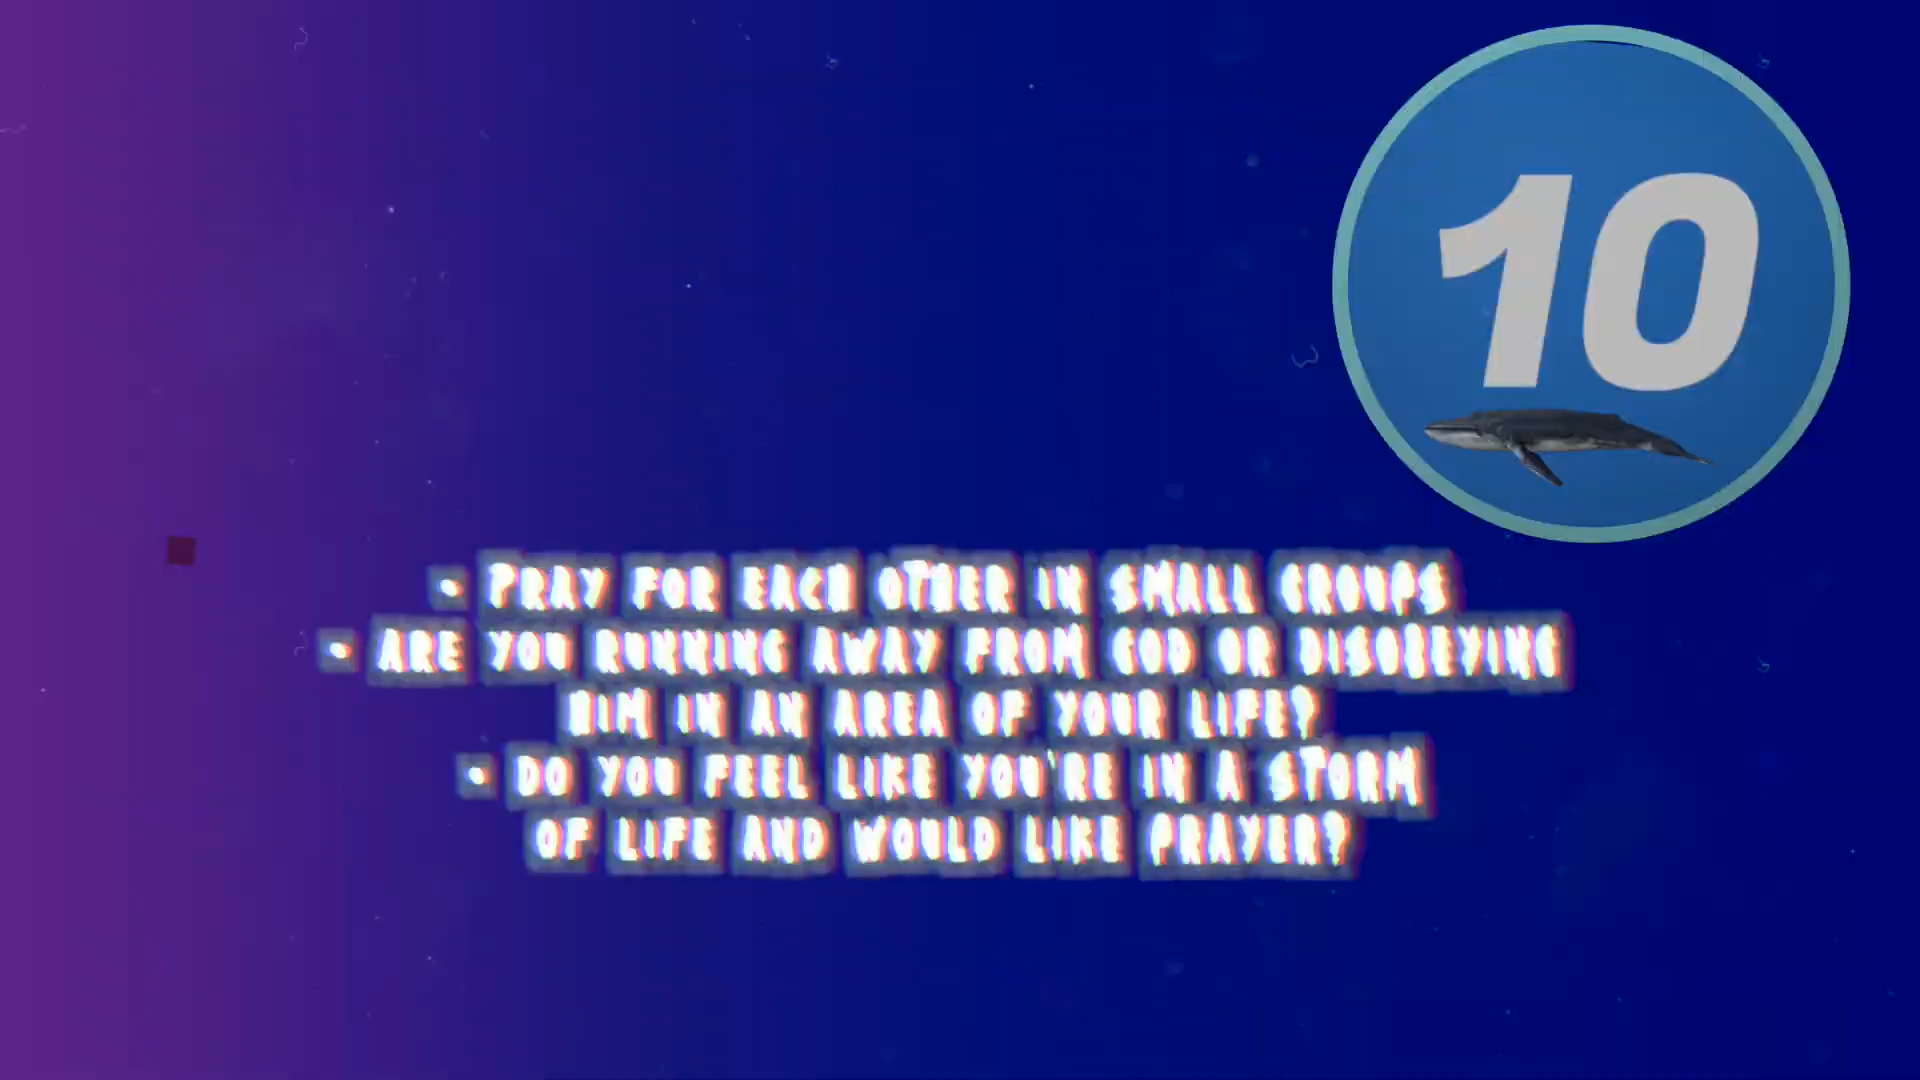 10
- PRAY FOR EACH OTHER IN SMALL GROUPS
- ARE YOU RUNNING AWAY FROM GOD OR DISOBEYING
HIM IN AN AREA OF YOUR LIFE?
- DO YOU FEEL LIKE YOU'RE IN A STORM
OF LIFE AND WOULD LIKE PRAYER?